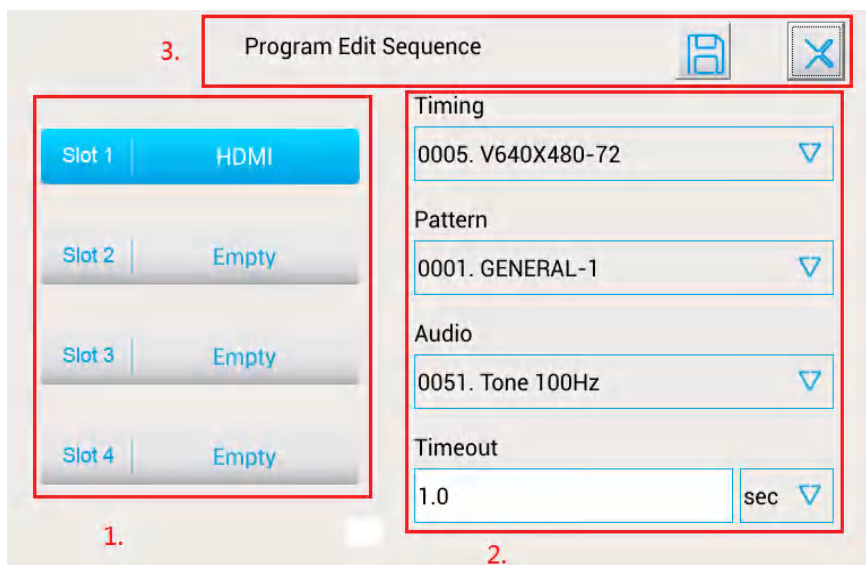 3.
Program Edit Sequence
Slot 1 HDMI
Slot 2 Empty
Slot 3 Empty
Slot 4 Empty
1.
Timing
0005. V640X480-72
Pattern
0001. GENERAL-1
Audio
0051. Tone 100Hz
Timeout
1.0 sec
2.